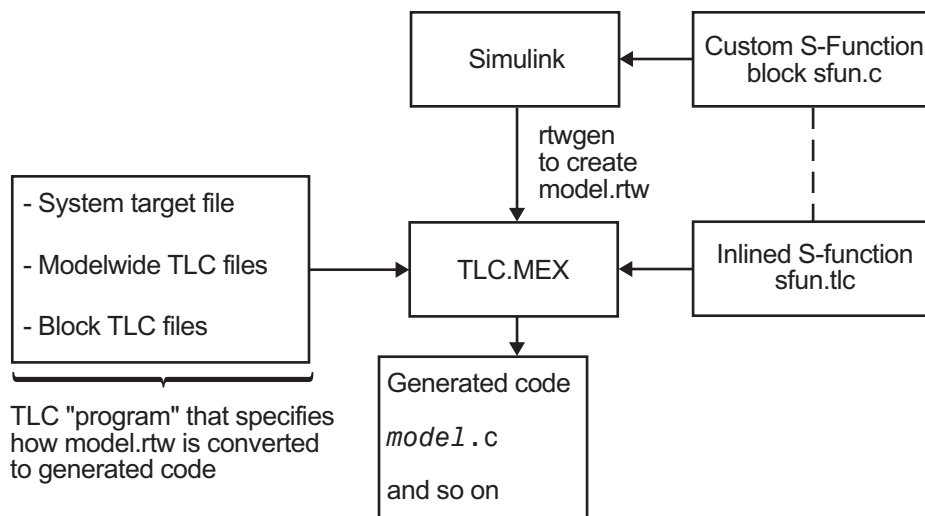 Simulink
Custom S-Function
block sfun.c
rtwgen
to create
model.rtw
- System target file
- Modelwide TLC files
- Block TLC files
TLC.MEX
Inlined S-function
sfun.tlc
TLC "program" that specifies
how model.rtw is converted
to generated code
Generated code
model.c
and so on